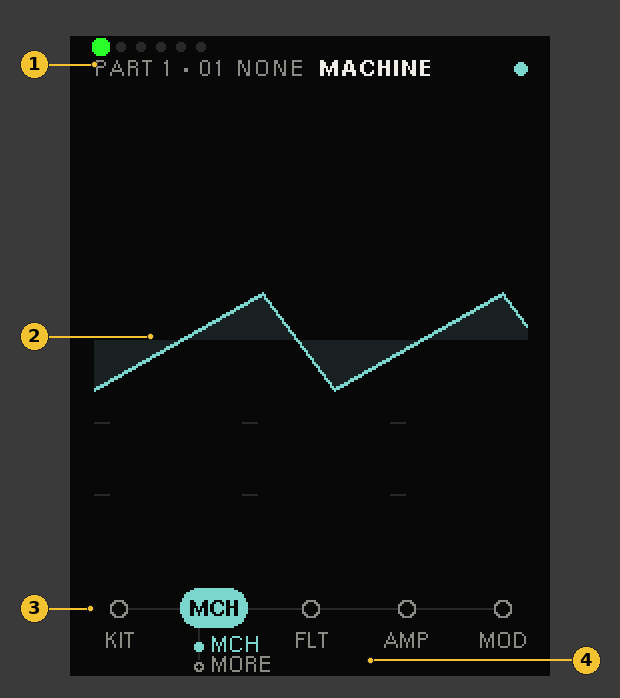 1
PART 1 · 01 NONE MACHINE
2
3
MCH
KIT FLT AMP MOD
MCH
MORE
4